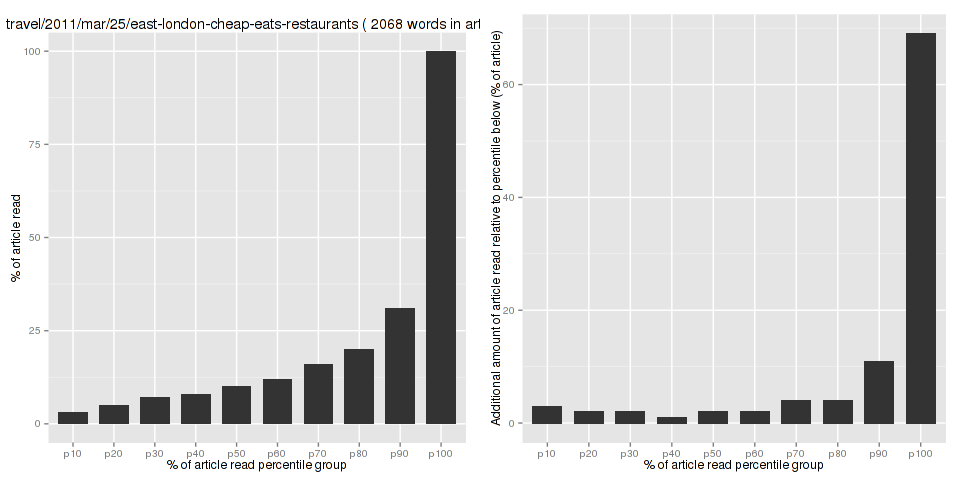 travel/2011/mar/25/east-london-cheap-eats-restaurants ( 2068 words in art
% of article read
100
75
50
25
0
p10 p20 p30 p40 p50 p60 p70 p80 p90 p100
% of article read percentile group
Additional amount of article read relative to percentile below (% of article)
60
40
20
0
p10 p20 p30 p40 p50 p60 p70 p80 p90 p100
% of article read percentile group